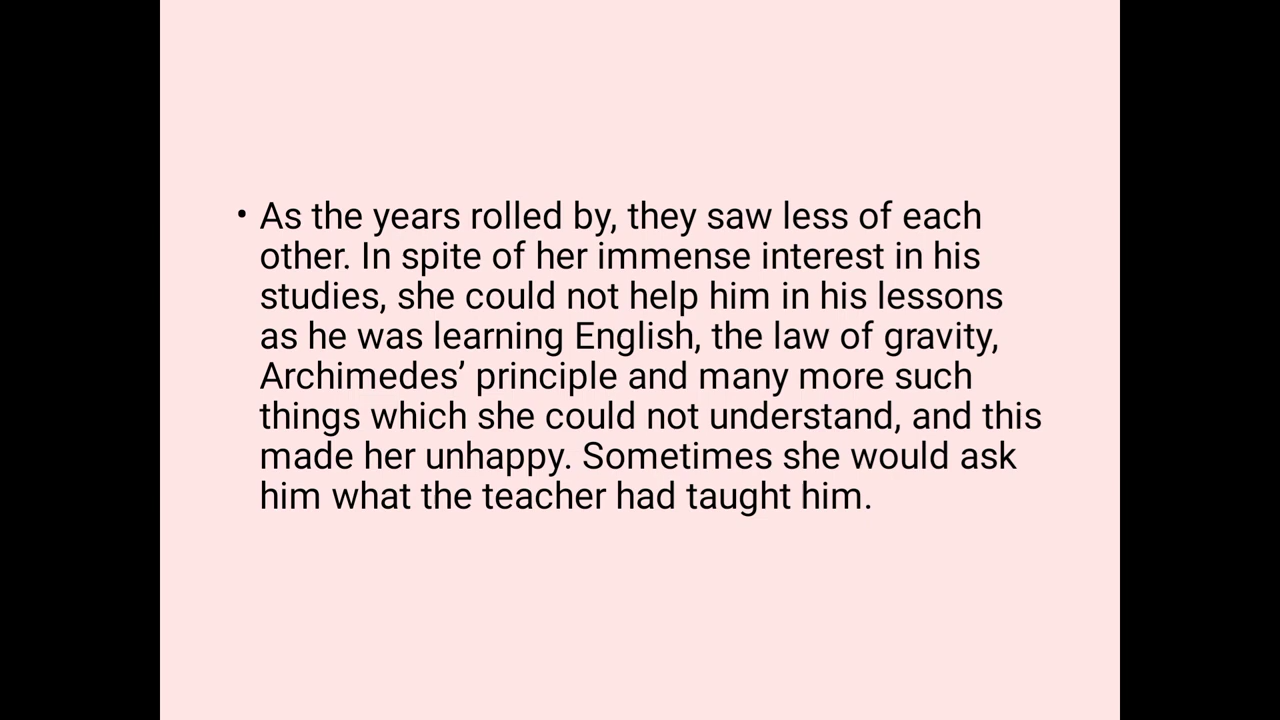 • As the years rolled by, they saw less of each
other. In spite of her immense interest in his
studies, she could not help him in his lessons
as he was learning English, the law of gravity,
Archimedes’ principle and many more such
things which she could not understand, and this
made her unhappy. Sometimes she would ask
him what the teacher had taught him.